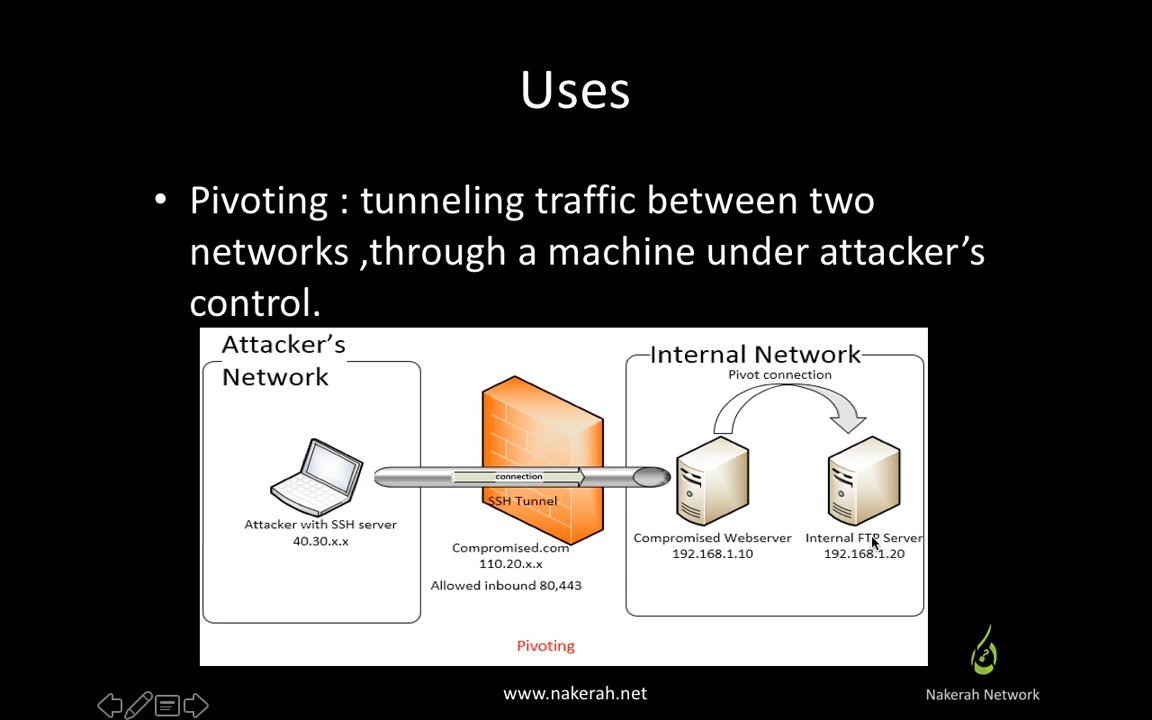 Uses
• Pivoting : tunneling traffic between two
networks ,through a machine under attacker’s
control.
Attacker’s
Network
Internal Network
Pivot connection
connection
SSH Tunnel
Attacker with SSH server
40.30.x.x
Compromised.com
110.20.x.x
Allowed inbound 80,443
Compromised Webserver
192.168.1.10
Internal FTP Server
192.168.1.20
Pivoting
www.nakerah.net
Nakerah Network